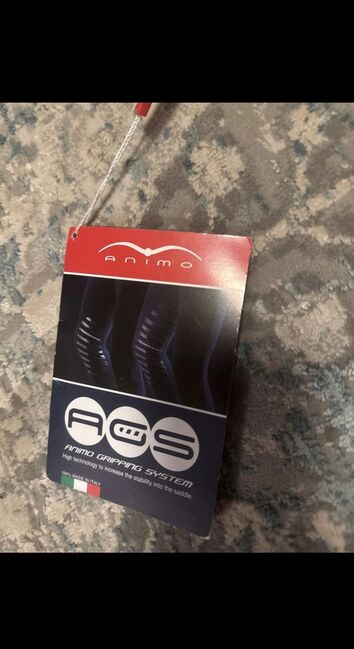 ANIMO
AGS
ANIMO GRIPPING SYSTEM
High technology to increase the stability into the saddle.
100% MADE IN ITALY